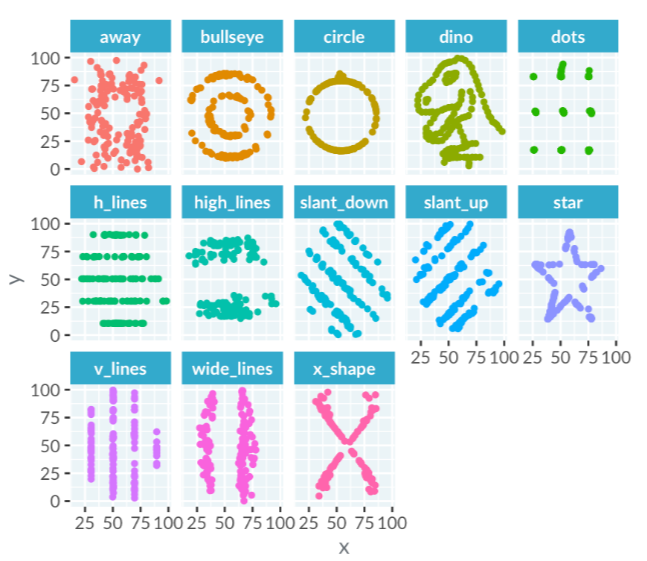 away bullseye circle dino dots
100
75
50
25
0
h_lines high_lines slant_down slant_up star
100
75
50
25
0
y
25 50 75 100 25 50 75 100
v_lines wide_lines x_shape
100
75
50
25
0
25 50 75 100 25 50 75 100 25 50 75 100
x